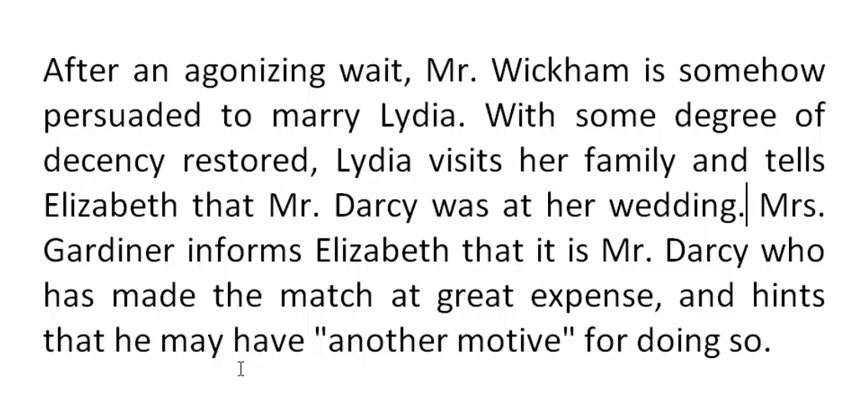 After an agonizing wait, Mr. Wickham is somehow
persuaded to marry Lydia. With some degree of
decency restored, Lydia visits her family and tells
Elizabeth that Mr. Darcy was at her wedding. Mrs.
Gardiner informs Elizabeth that it is Mr. Darcy who
has made the match at great expense, and hints
that he may have "another motive" for doing so.